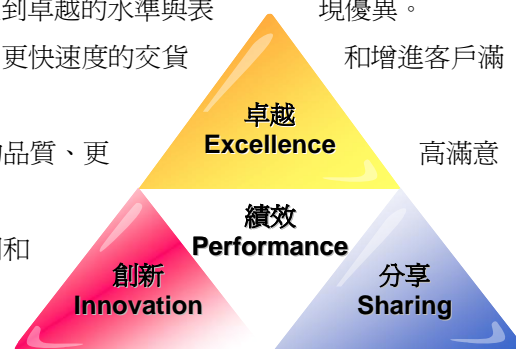 到卓越的水準與表 現優異。
更快速度的交貨 和增進客戶滿
卓越
Excellence
品質、更 高滿意
績效
Performance
和
創新
Innovation
分享
Sharing